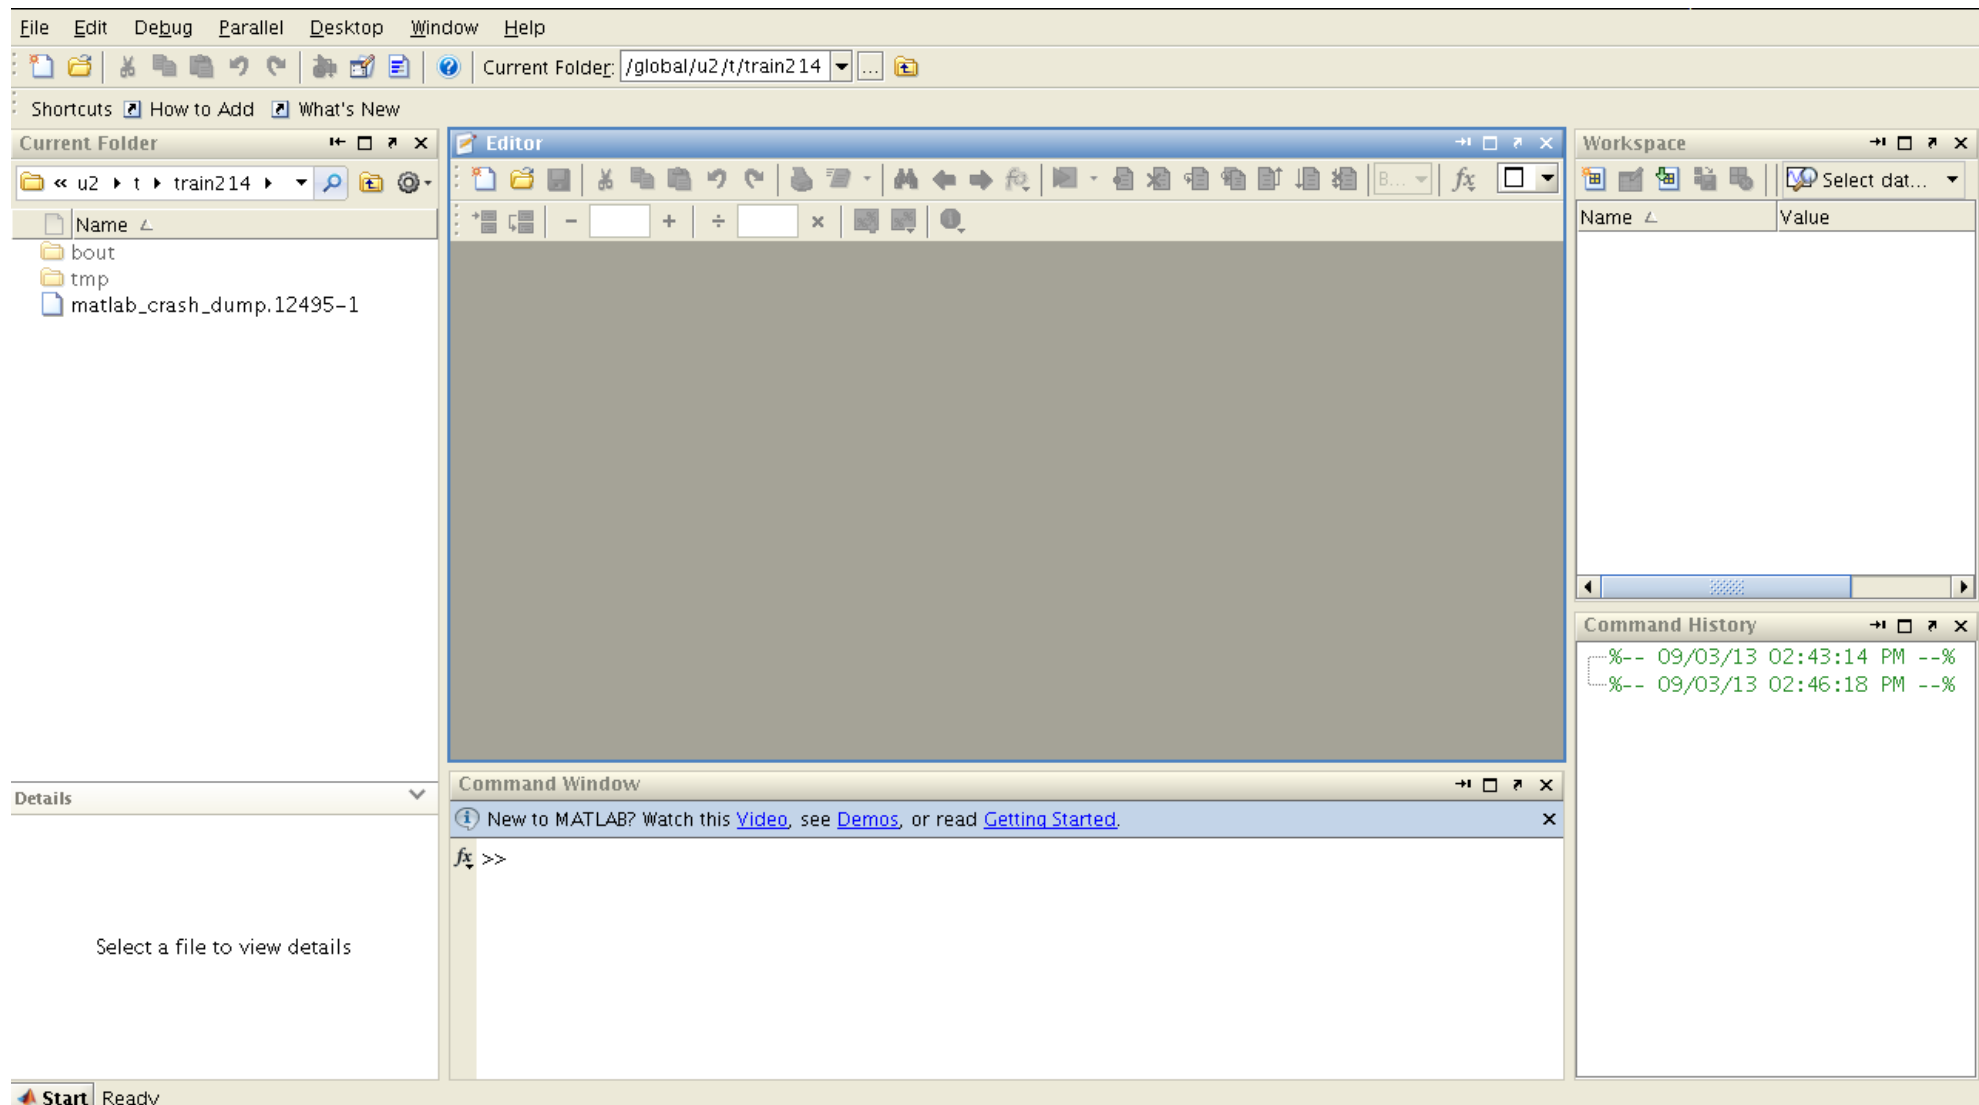 File Edit Debug Parallel Desktop Window Help
Current Folder: /global/u2/t/train214 ...
Shortcuts How to Add What's New
Current Folder
« u2 t train214
Name
bout
tmp
matlab_crash_dump.12495-1
Details
Select a file to view details
Editor
B... fx
− + ÷ ×
Command Window
New to MATLAB? Watch this Video, see Demos, or read Getting Started.
fx >>
Workspace
Select dat...
Name Value
Command History
%-- 09/03/13 02:43:14 PM --%
%-- 09/03/13 02:46:18 PM --%
Start Ready